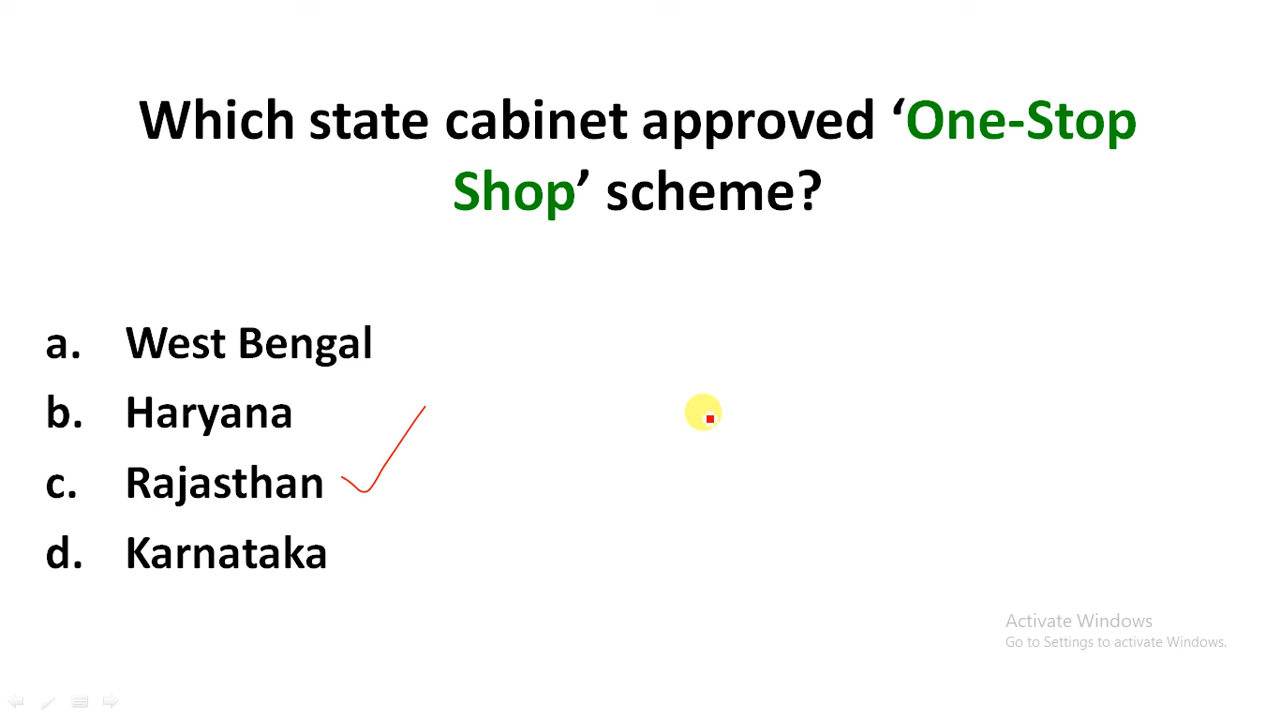 Which state cabinet approved ‘One-Stop
Shop’ scheme?
a. West Bengal
b. Haryana
c. Rajasthan
d. Karnataka
Activate Windows
Go to Settings to activate Windows.